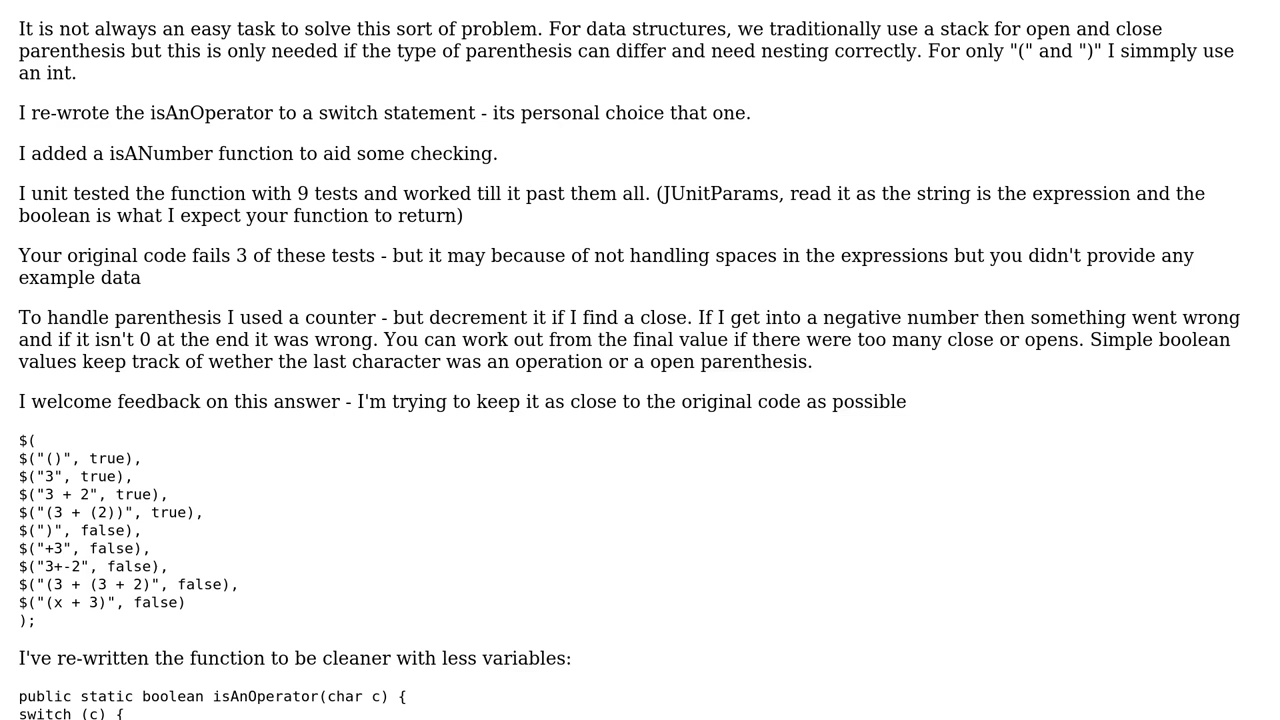 It is not always an easy task to solve this sort of problem. For data structures, we traditionally use a stack for open and close
parenthesis but this is only needed if the type of parenthesis can differ and need nesting correctly. For only "(" and ")" I simmply use
an int.
I re-wrote the isAnOperator to a switch statement - its personal choice that one.
I added a isANumber function to aid some checking.
I unit tested the function with 9 tests and worked till it past them all. (JUnitParams, read it as the string is the expression and the
boolean is what I expect your function to return)
Your original code fails 3 of these tests - but it may because of not handling spaces in the expressions but you didn't provide any
example data
To handle parenthesis I used a counter - but decrement it if I find a close. If I get into a negative number then something went wrong
and if it isn't 0 at the end it was wrong. You can work out from the final value if there were too many close or opens. Simple boolean
values keep track of wether the last character was an operation or a open parenthesis.
I welcome feedback on this answer - I'm trying to keep it as close to the original code as possible
$(
$("()", true),
$("3", true),
$("3 + 2", true),
$("(3 + (2))", true),
$(")", false),
$("+3", false),
$("3+-2", false),
$("(3 + (3 + 2)", false),
$("(x + 3)", false)
);
I've re-written the function to be cleaner with less variables:
public static boolean isAnOperator(char c) {
switch (c) {